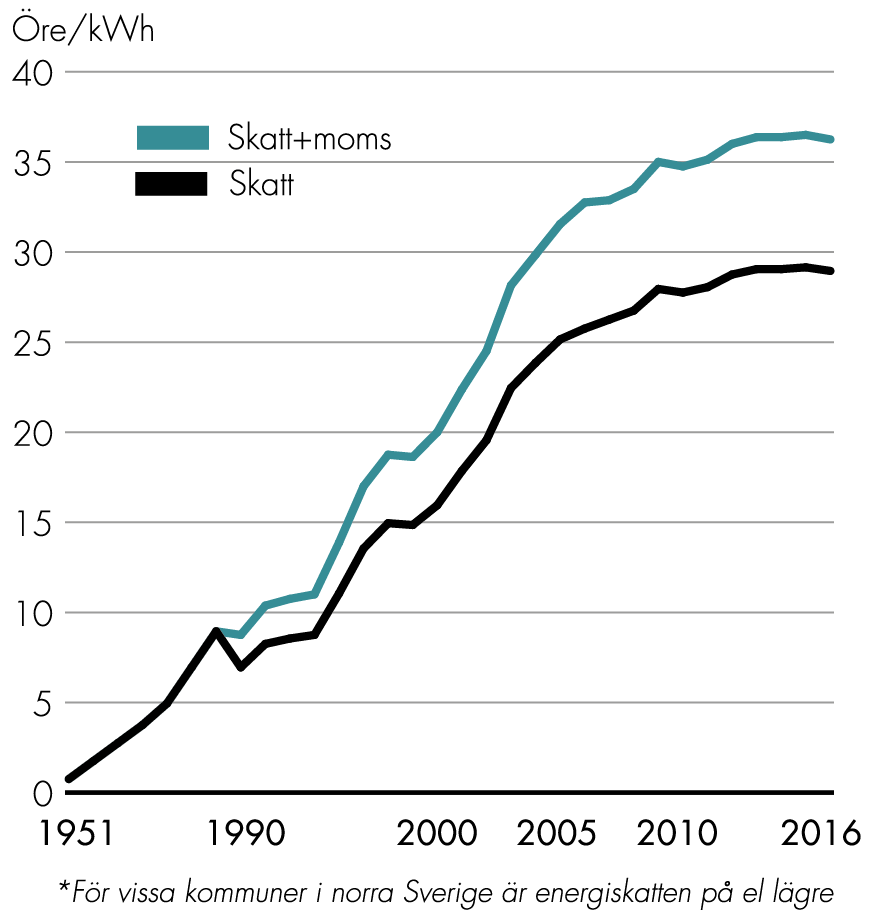 Öre/kWh
40
Skatt+moms
35
Skatt
30
25
20
15
10
5
0
1951 1990 2000 2005 2010 2016
*För vissa kommuner i norra Sverige är energiskatten på el lägre